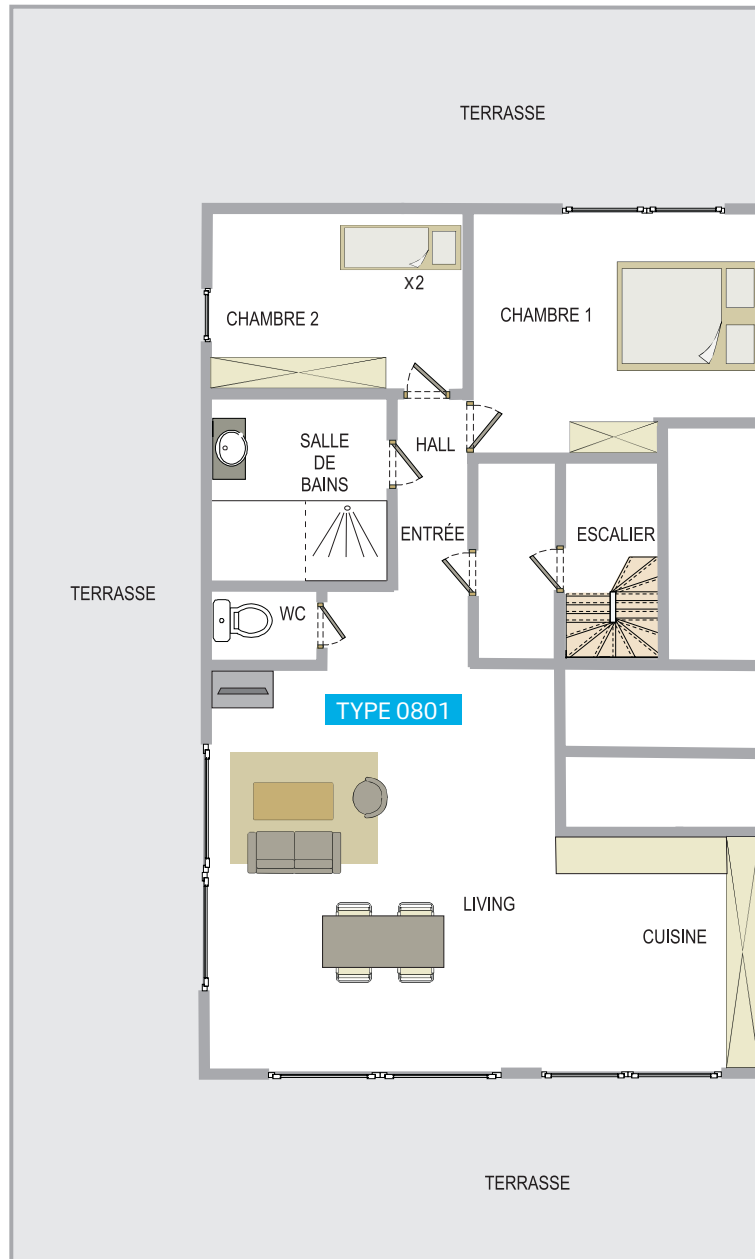 TERRASSE
X2
CHAMBRE 2
CHAMBRE 1
HALL
SALLE
DE
BAINS
ENTRÉE
ESCALIER
TERRASSE
WC
TYPE 0801
LIVING
CUISINE
TERRASSE